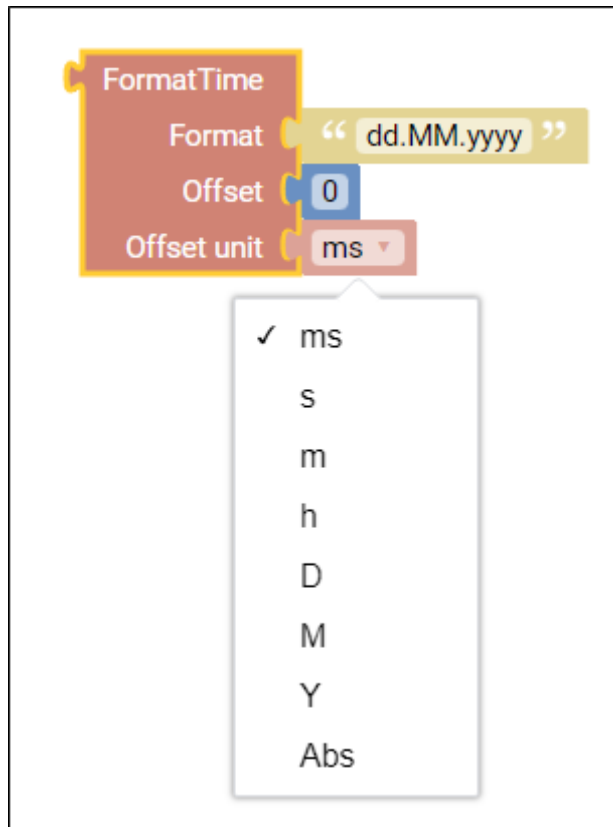 FormatTime
Format “ dd.MM.yyyy ”
Offset 0
Offset unit ms ▾
✓ ms
s
m
h
D
M
Y
Abs